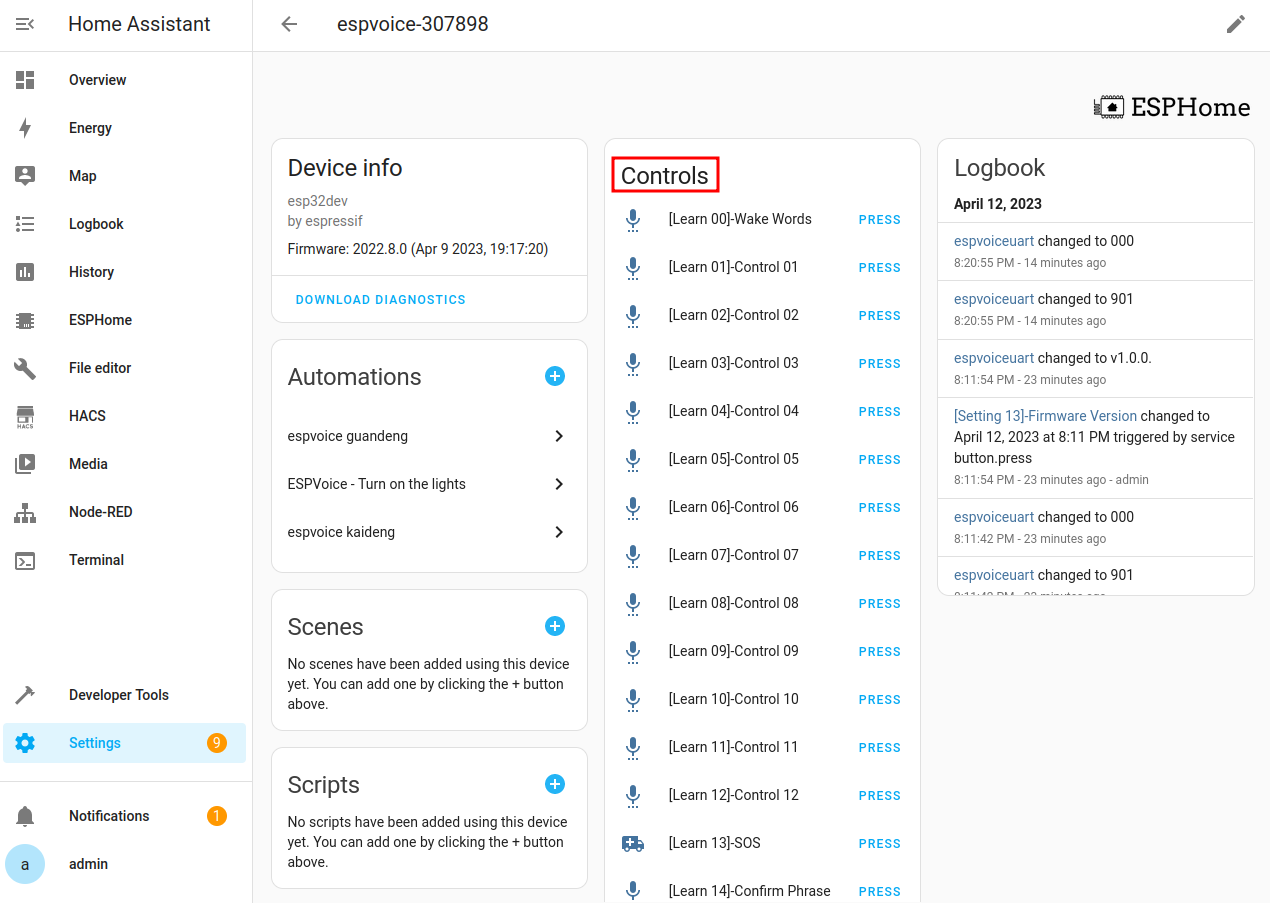 Home Assistant
espvoice-307898
Overview
Energy
Map
Logbook
History
ESPHome
File editor
HACS
HACS
Media
Node-RED
Terminal
Developer Tools
Settings
9
Notifications
1
a
admin
ESPHome
Device info
esp32dev
by espressif
Firmware: 2022.8.0 (Apr 9 2023, 19:17:20)
DOWNLOAD DIAGNOSTICS
Automations
espvoice guandeng
ESPVoice - Turn on the lights
espvoice kaideng
Scenes
No scenes have been added using this device
yet. You can add one by clicking the + button
above.
Scripts
No scripts have been added using this device
yet. You can add one by clicking the + button
above.
Controls
[Learn 00]-Wake Words PRESS
[Learn 01]-Control 01 PRESS
[Learn 02]-Control 02 PRESS
[Learn 03]-Control 03 PRESS
[Learn 04]-Control 04 PRESS
[Learn 05]-Control 05 PRESS
[Learn 06]-Control 06 PRESS
[Learn 07]-Control 07 PRESS
[Learn 08]-Control 08 PRESS
[Learn 09]-Control 09 PRESS
[Learn 10]-Control 10 PRESS
[Learn 11]-Control 11 PRESS
[Learn 12]-Control 12 PRESS
[Learn 13]-SOS PRESS
[Learn 14]-Confirm Phrase PRESS
Logbook
April 12, 2023
espvoiceuart changed to 000
8:20:55 PM - 14 minutes ago
espvoiceuart changed to 901
8:20:55 PM - 14 minutes ago
espvoiceuart changed to v1.0.0.
8:11:54 PM - 23 minutes ago
[Setting 13]-Firmware Version changed to
April 12, 2023 at 8:11 PM triggered by service
button.press
8:11:54 PM - 23 minutes ago - admin
espvoiceuart changed to 000
8:11:42 PM - 23 minutes ago
espvoiceuart changed to 901